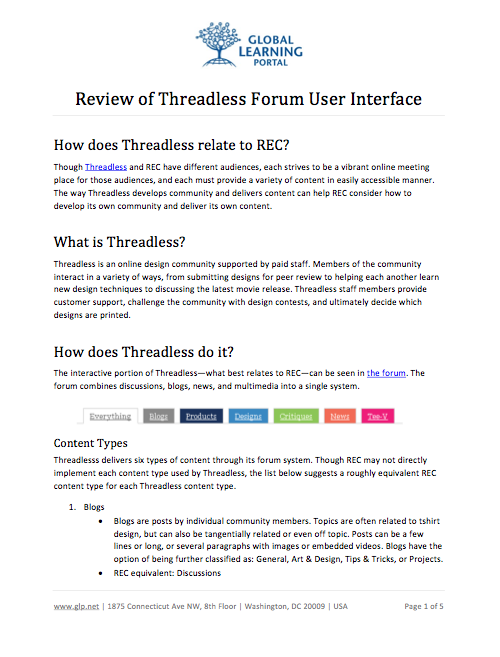 GLOBAL
LEARNING
PORTAL
Review of Threadless Forum User Interface
How does Threadless relate to REC?
Though Threadless and REC have different audiences, each strives to be a vibrant online meeting
place for those audiences, and each must provide a variety of content in easily accessible manner.
The way Threadless develops community and delivers content can help REC consider how to
develop its own community and deliver its own content.
What is Threadless?
Threadless is an online design community supported by paid staff. Members of the community
interact in a variety of ways, from submitting designs for peer review to helping each another learn
new design techniques to discussing the latest movie release. Threadless staff members provide
customer support, challenge the community with design contests, and ultimately decide which
designs are printed.
How does Threadless do it?
The interactive portion of Threadless—what best relates to REC—can be seen in the forum. The
forum combines discussions, blogs, news, and multimedia into a single system.
Everything Blogs Products Designs Critiques News Tee-V
Content Types
Threadlesss delivers six types of content through its forum system. Though REC may not directly
implement each content type used by Threadless, the list below suggests a roughly equivalent REC
content type for each Threadless content type.
1. Blogs
• Blogs are posts by individual community members. Topics are often related to tshirt
design, but can also be tangentially related or even off topic. Posts can be a few
lines or long, or several paragraphs with images or embedded videos. Blogs have the
option of being further classified as: General, Art & Design, Tips & Tricks, or Projects.
• REC equivalent: Discussions
www.glp.net | 1875 Connecticut Ave NW, 8th Floor | Washington, DC 20009 | USA Page 1 of 5